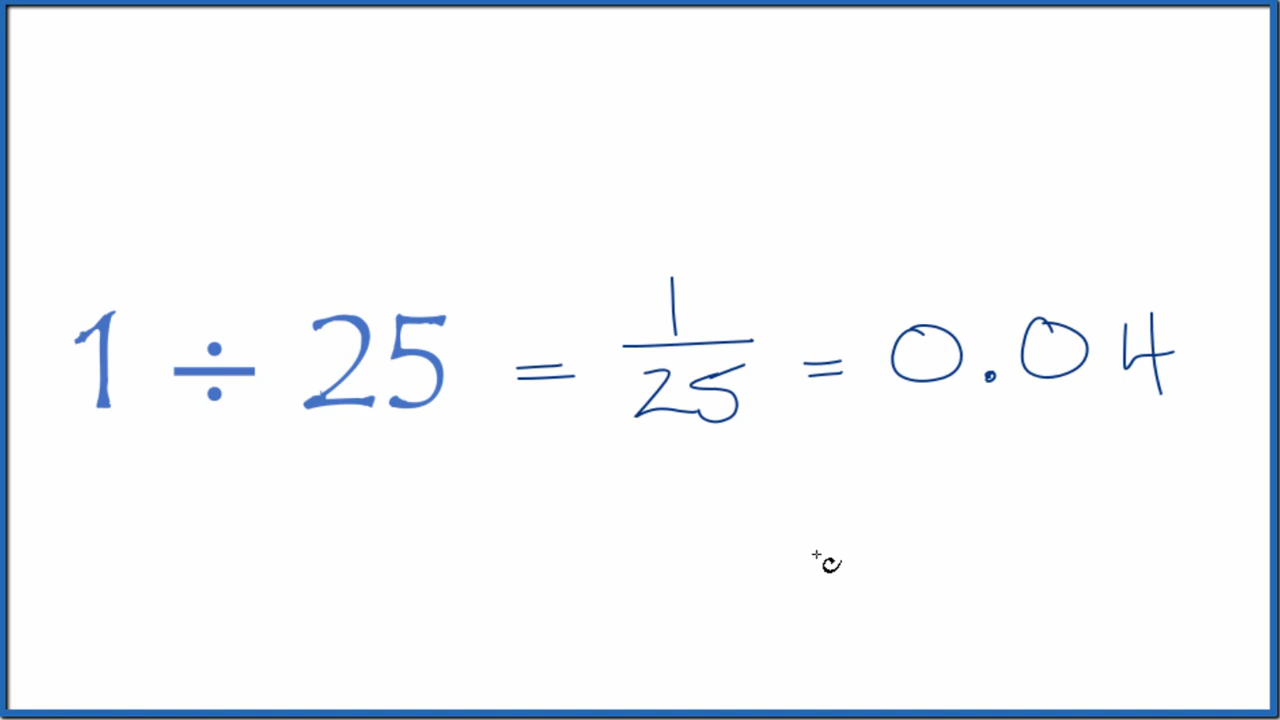 1 ÷ 25 = 1/25 = 0.04